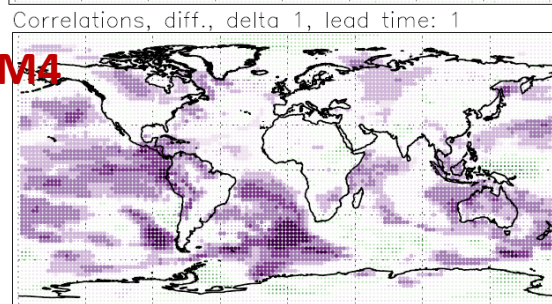 Correlations, diff., delta 1, lead time: 1
M4